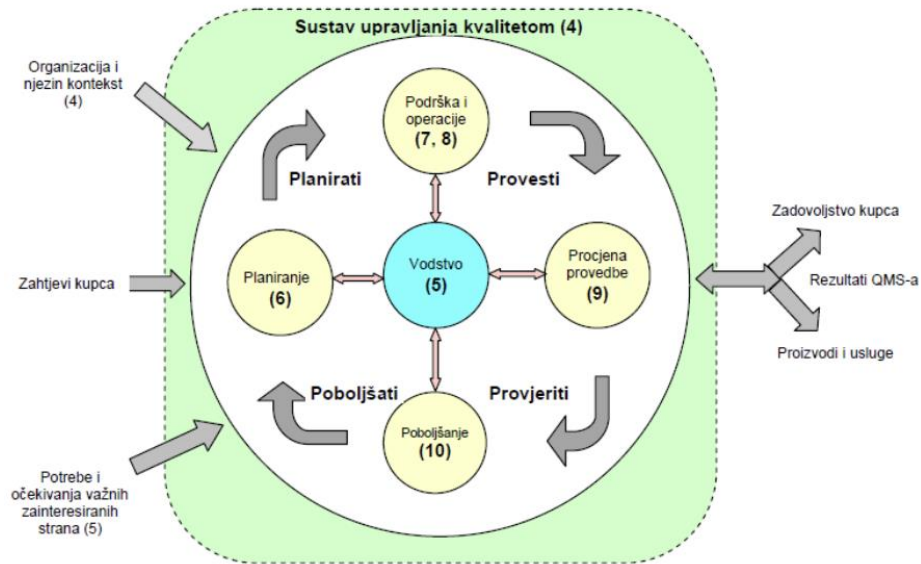 Sustav upravljanja kvalitetom (4)
Organizacija i
njezin kontekst
(4)
Podrška i
operacije
(7, 8)
Planirati
Provesti
Zadovoljstvo kupca
Zahtjevi kupca
Planiranje
(6)
Vodstvo
(5)
Procjena
provedbe
(9)
Rezultati QMS-a
Proizvodi i usluge
Poboljšati
Provjeriti
Poboljšanje
(10)
Potrebe i
očekivanja važnih
zainteresiranih
strana (5)